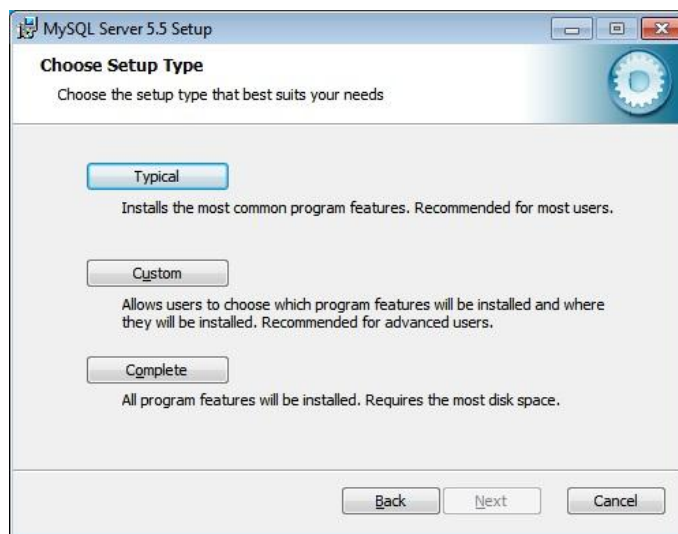 MySQL Server 5.5 Setup
Choose Setup Type
Choose the setup type that best suits your needs
Typical
Installs the most common program features. Recommended for most users.
Custom
Allows users to choose which program features will be installed and where
they will be installed. Recommended for advanced users.
Complete
All program features will be installed. Requires the most disk space.
Back Next Cancel